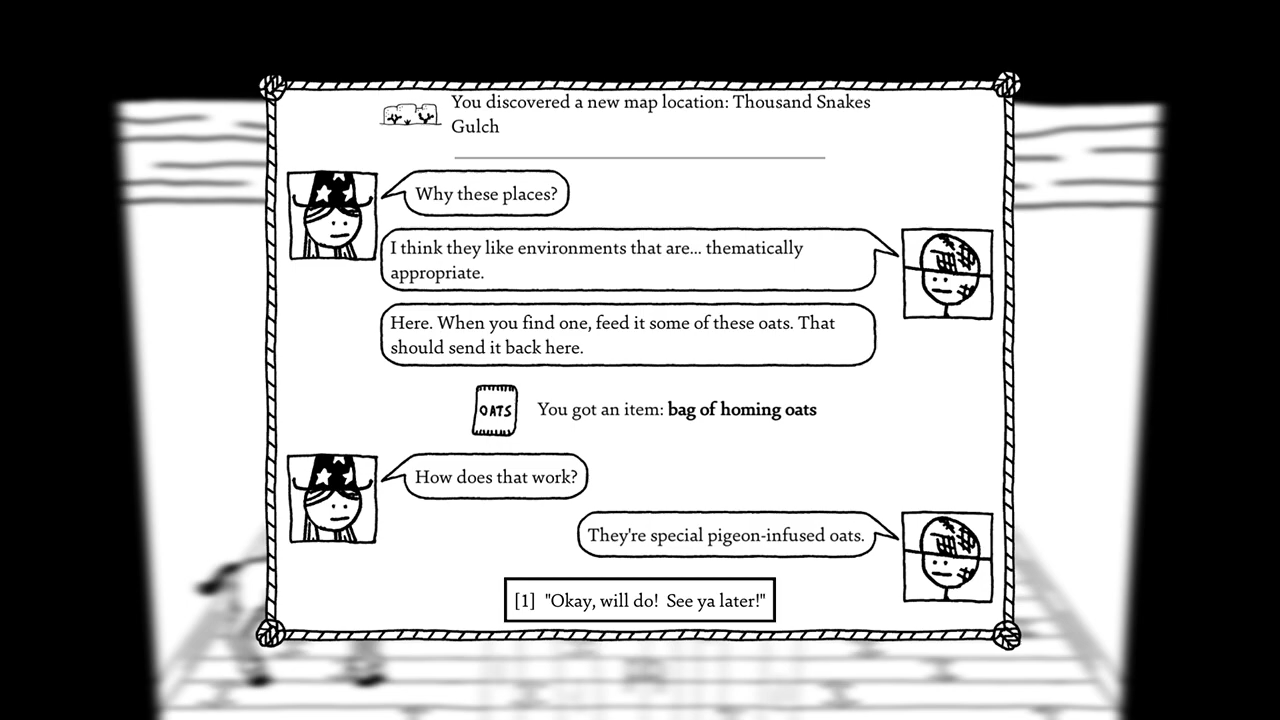 You discovered a new map location: Thousand Snakes
Gulch
Why these places?
I think they like environments that are... thematically
appropriate.
Here. When you find one, feed it some of these oats. That
should send it back here.
OATS
You got an item: bag of homing oats
How does that work?
They're special pigeon-infused oats.
[1] "Okay, will do! See ya later!"